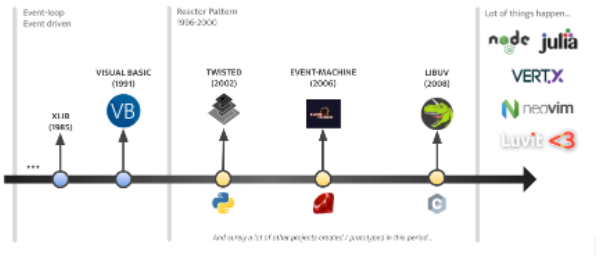 Event-loop
Event driven
Reactor Pattern
1996-2000
Lot of things happen...
node
julia
VERT.X
neovim
Luvit <3
VISUAL BASIC
(1991)
VB
TWISTED
(2002)
EVENT-MACHINE
(2006)
LIBUV
(2008)
XLIB
(1985)
...
C
And surely a lot of other projects created / prototyped in this period...